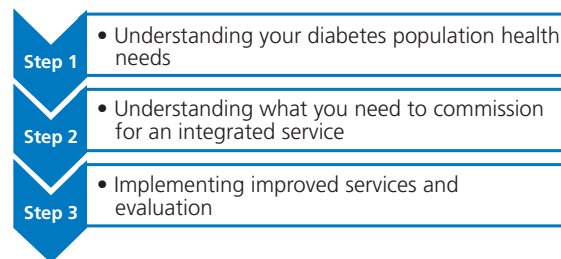 Step 1
• Understanding your diabetes population health
needs
Step 2
• Understanding what you need to commission
for an integrated service
Step 3
• Implementing improved services and
evaluation